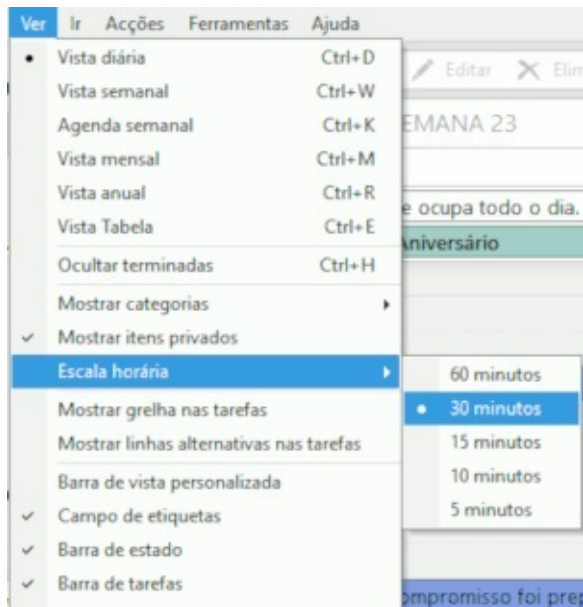 Ver Ir Acções Ferramentas Ajuda
Vista diária Ctrl+D
Vista semanal Ctrl+W
Agenda semanal Ctrl+K
Vista mensal Ctrl+M
Vista anual Ctrl+R
Vista Tabela Ctrl+E
Ocultar terminadas Ctrl+H
Mostrar categorias
Mostrar itens privados
Escala horária
Mostrar grelha nas tarefas
Mostrar linhas alternativas nas tarefas
Barra de vista personalizada
Campo de etiquetas
Barra de estado
Barra de tarefas
Editar Elim
EMANA 23
e ocupa todo o dia.
Aniversário
60 minutos
30 minutos
15 minutos
10 minutos
5 minutos
ompromisso foi prep